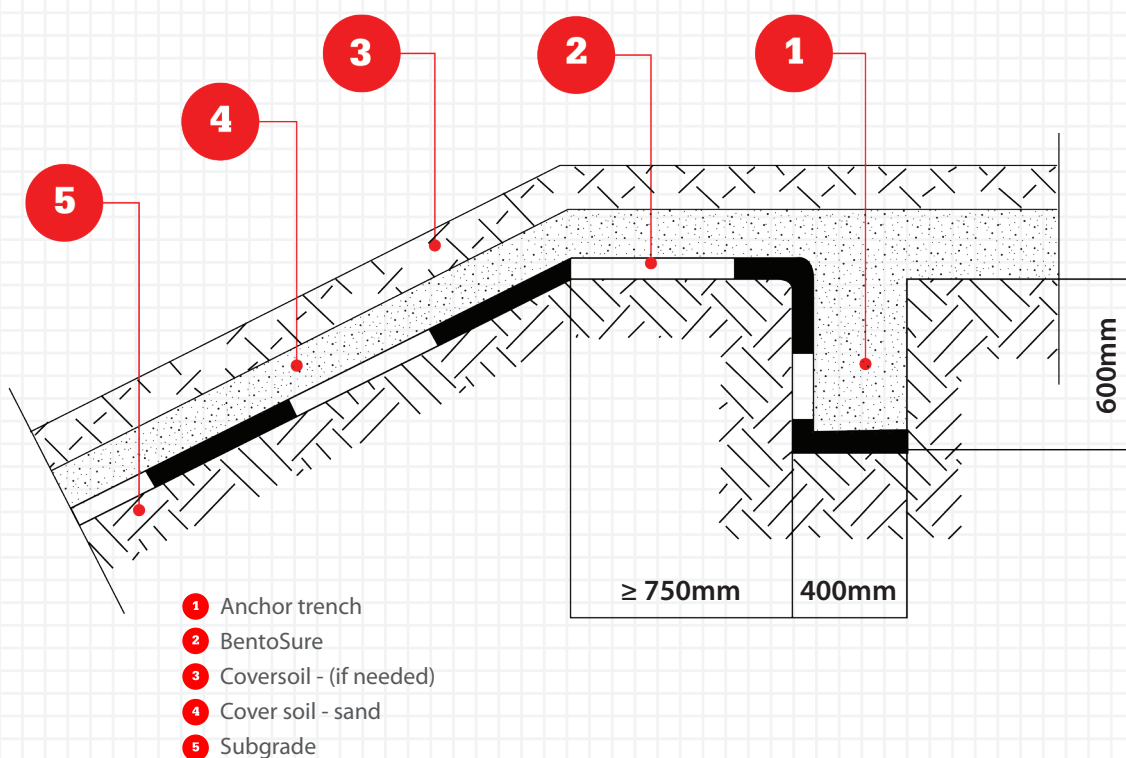 3
2
1
4
5
600mm
≥ 750mm
400mm
1 Anchor trench
2 BentoSure
3 Coversoil - (if needed)
4 Cover soil - sand
5 Subgrade